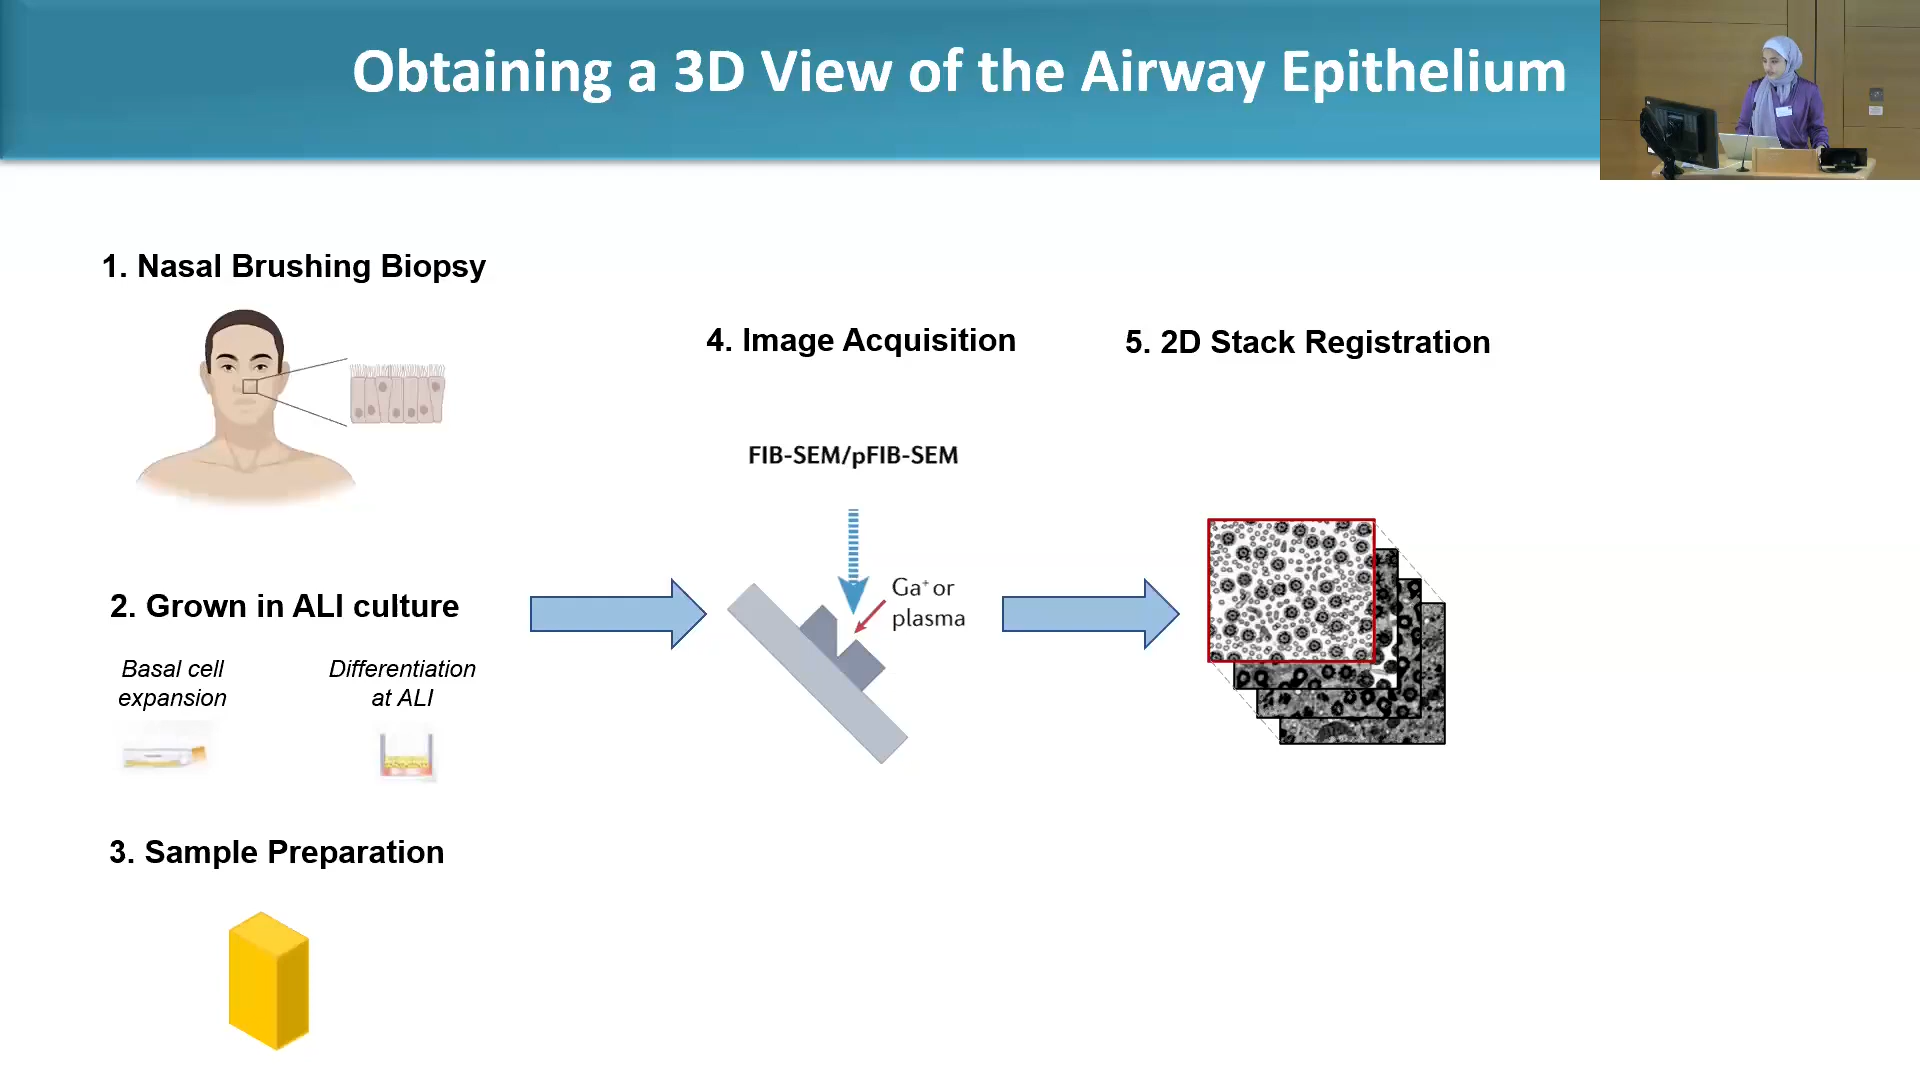 Obtaining a 3D View of the Airway Epithelium
1. Nasal Brushing Biopsy
2. Grown in ALI culture
Basal cell
expansion
Differentiation
at ALI
3. Sample Preparation
4. Image Acquisition
FIB-SEM/pFIB-SEM
Ga⁺ or
plasma
5. 2D Stack Registration